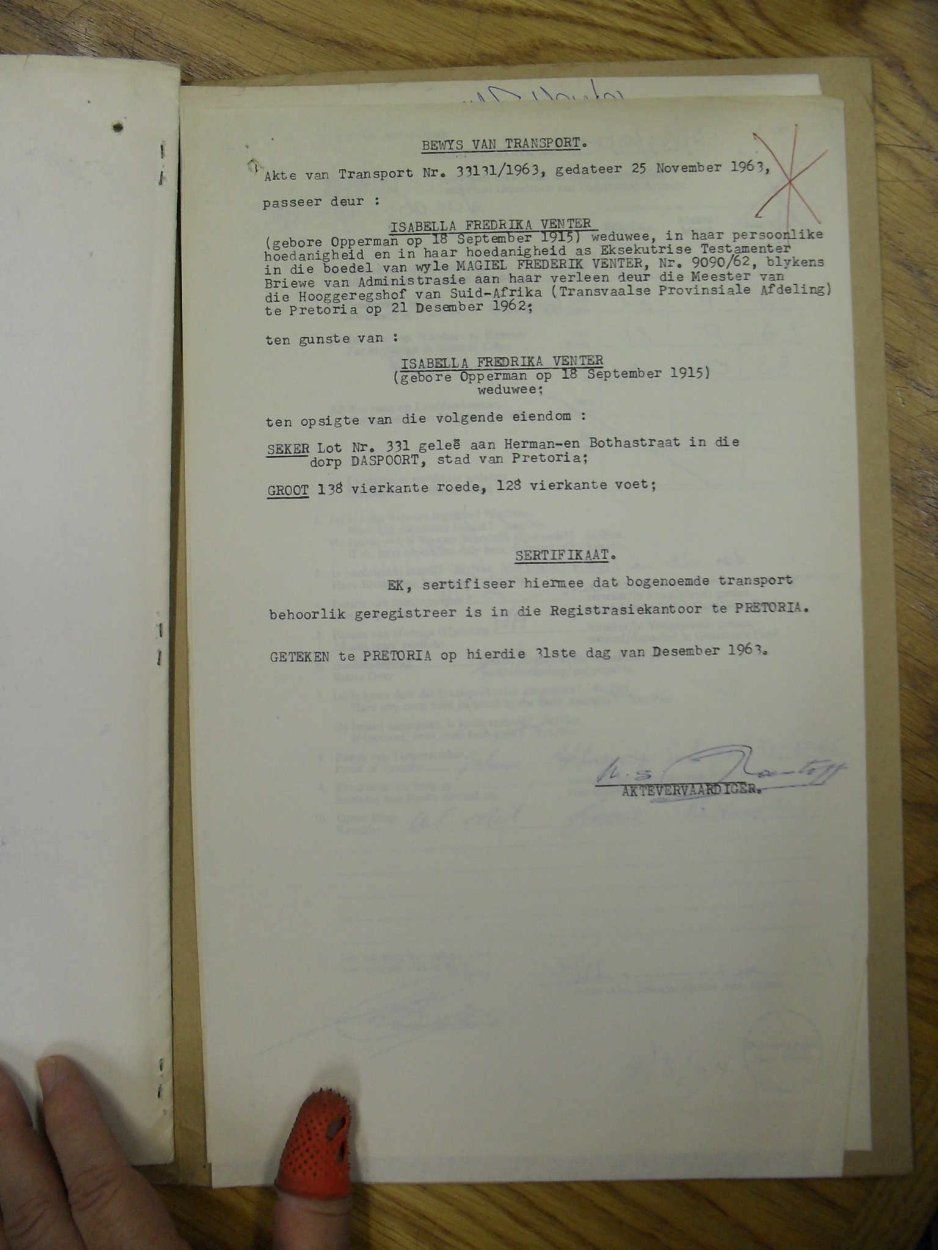 BEWYS VAN TRANSPORT.
Akte van Transport Nr. 33131/1963, gedateer 25 November 1963,
passeer deur :
ISABELLA FREDRIKA VENTER
(gebore Opperman op 18 September 1915) weduwee, in haar persoonlike
hoedanigheid en in haar hoedanigheid as Eksekutrise Testamenter
in die boedel van wyle MAGIEL FREDERIK VENTER, Nr. 9090/62, blykens
Briewe van Administrasie aan haar verleen deur die Meester van
die Hooggeregshof van Suid-Afrika (Transvaalse Provinsiale Afdeling)
te Pretoria op 21 Desember 1962;
ten gunste van :
ISABELLA FREDRIKA VENTER
(gebore Opperman op 18 September 1915)
weduwee;
ten opsigte van die volgende eiendom :
SEKER Lot Nr. 331 geleë aan Herman-en Bothastraat in die
dorp DASPOORT, stad van Pretoria;
GROOT 138 vierkante roede, 128 vierkante voet;
SERTIFIKAAT.
EK, sertifiseer hiermee dat bogenoemde transport
behoorlik geregistreer is in die Registrasiekantoor te PRETORIA.
GETEKEN te PRETORIA op hierdie 31ste dag van Desember 1963.
AKTEVERVAARDIGER.